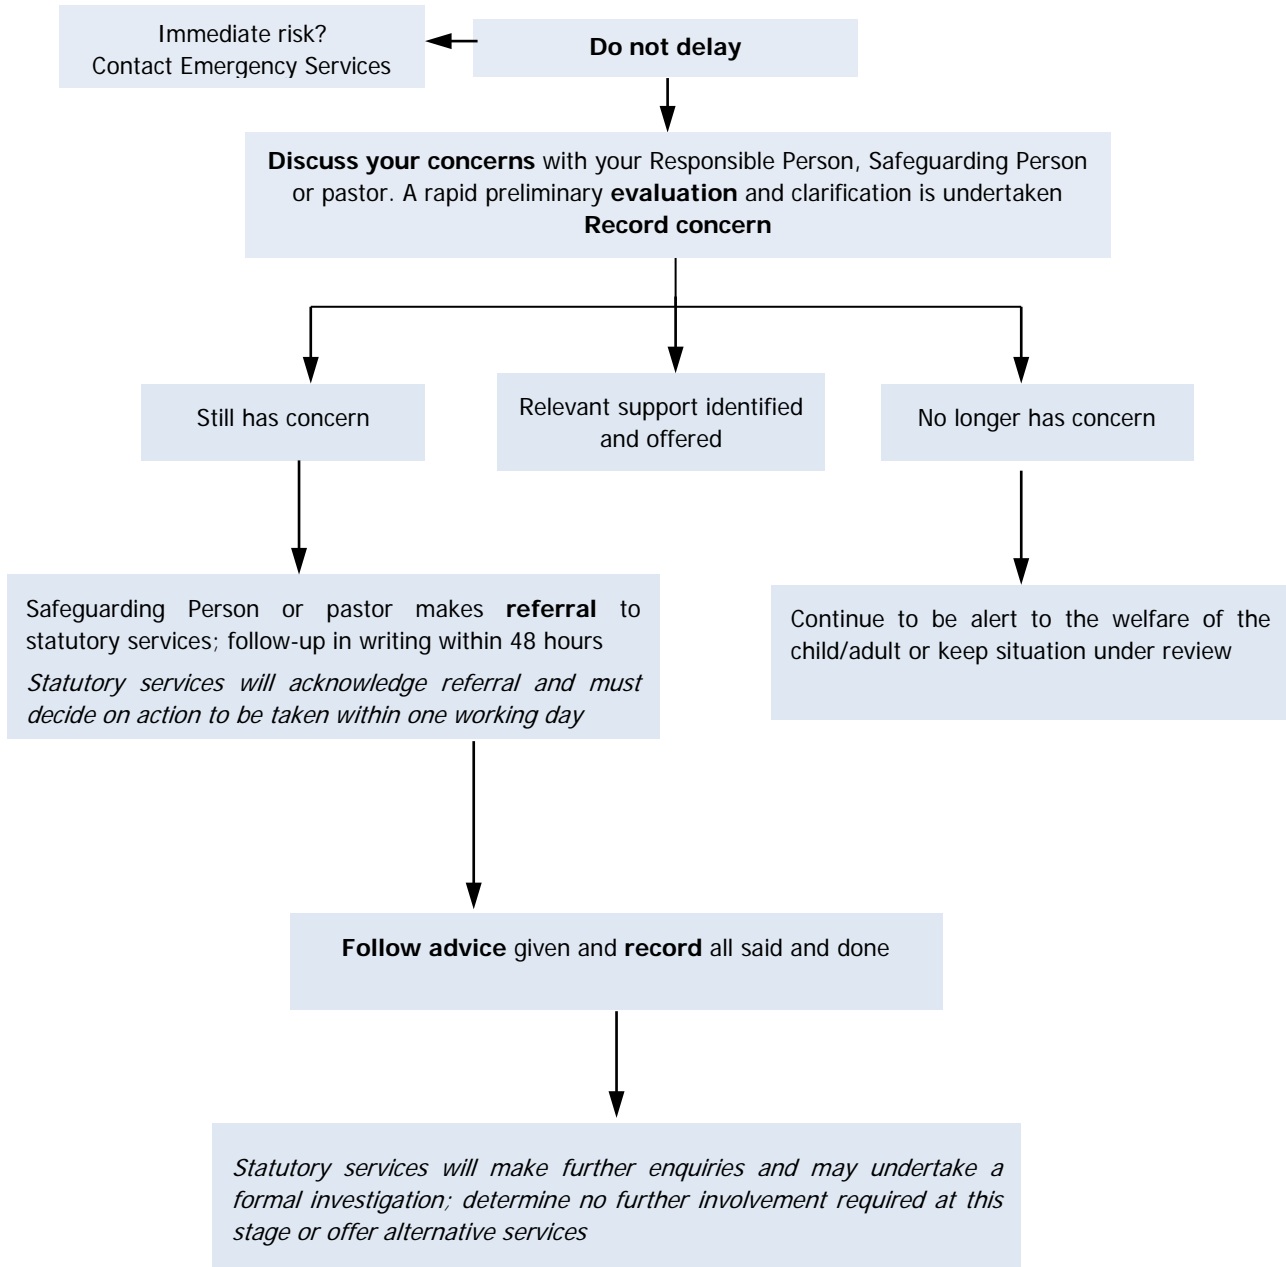 Immediate risk?
Contact Emergency Services
Do not delay
Discuss your concerns with your Responsible Person, Safeguarding Person
or pastor. A rapid preliminary evaluation and clarification is undertaken
Record concern
Still has concern
Relevant support identified
and offered
No longer has concern
Safeguarding Person or pastor makes referral to
statutory services; follow-up in writing within 48 hours
Statutory services will acknowledge referral and must
decide on action to be taken within one working day
Continue to be alert to the welfare of the
child/adult or keep situation under review
Follow advice given and record all said and done
Statutory services will make further enquiries and may undertake a
formal investigation; determine no further involvement required at this
stage or offer alternative services